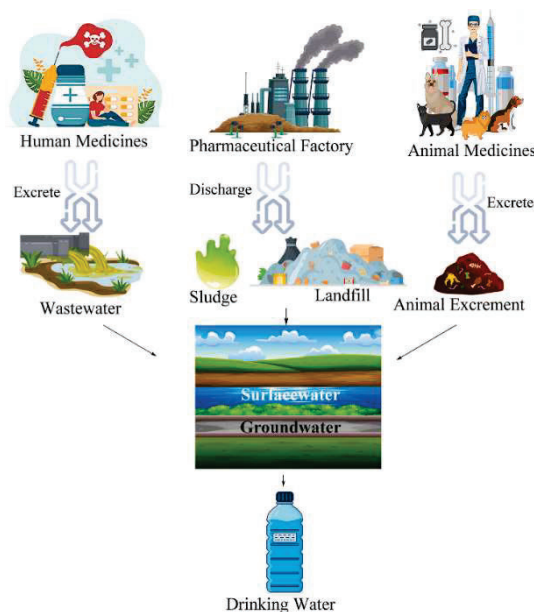 Human Medicines
Pharmaceutical Factory
Animal Medicines
Excrete
Discharge
Excrete
Wastewater
Sludge
Landfill
Animal Excrement
Surfacewater
Groundwater
Drinking Water